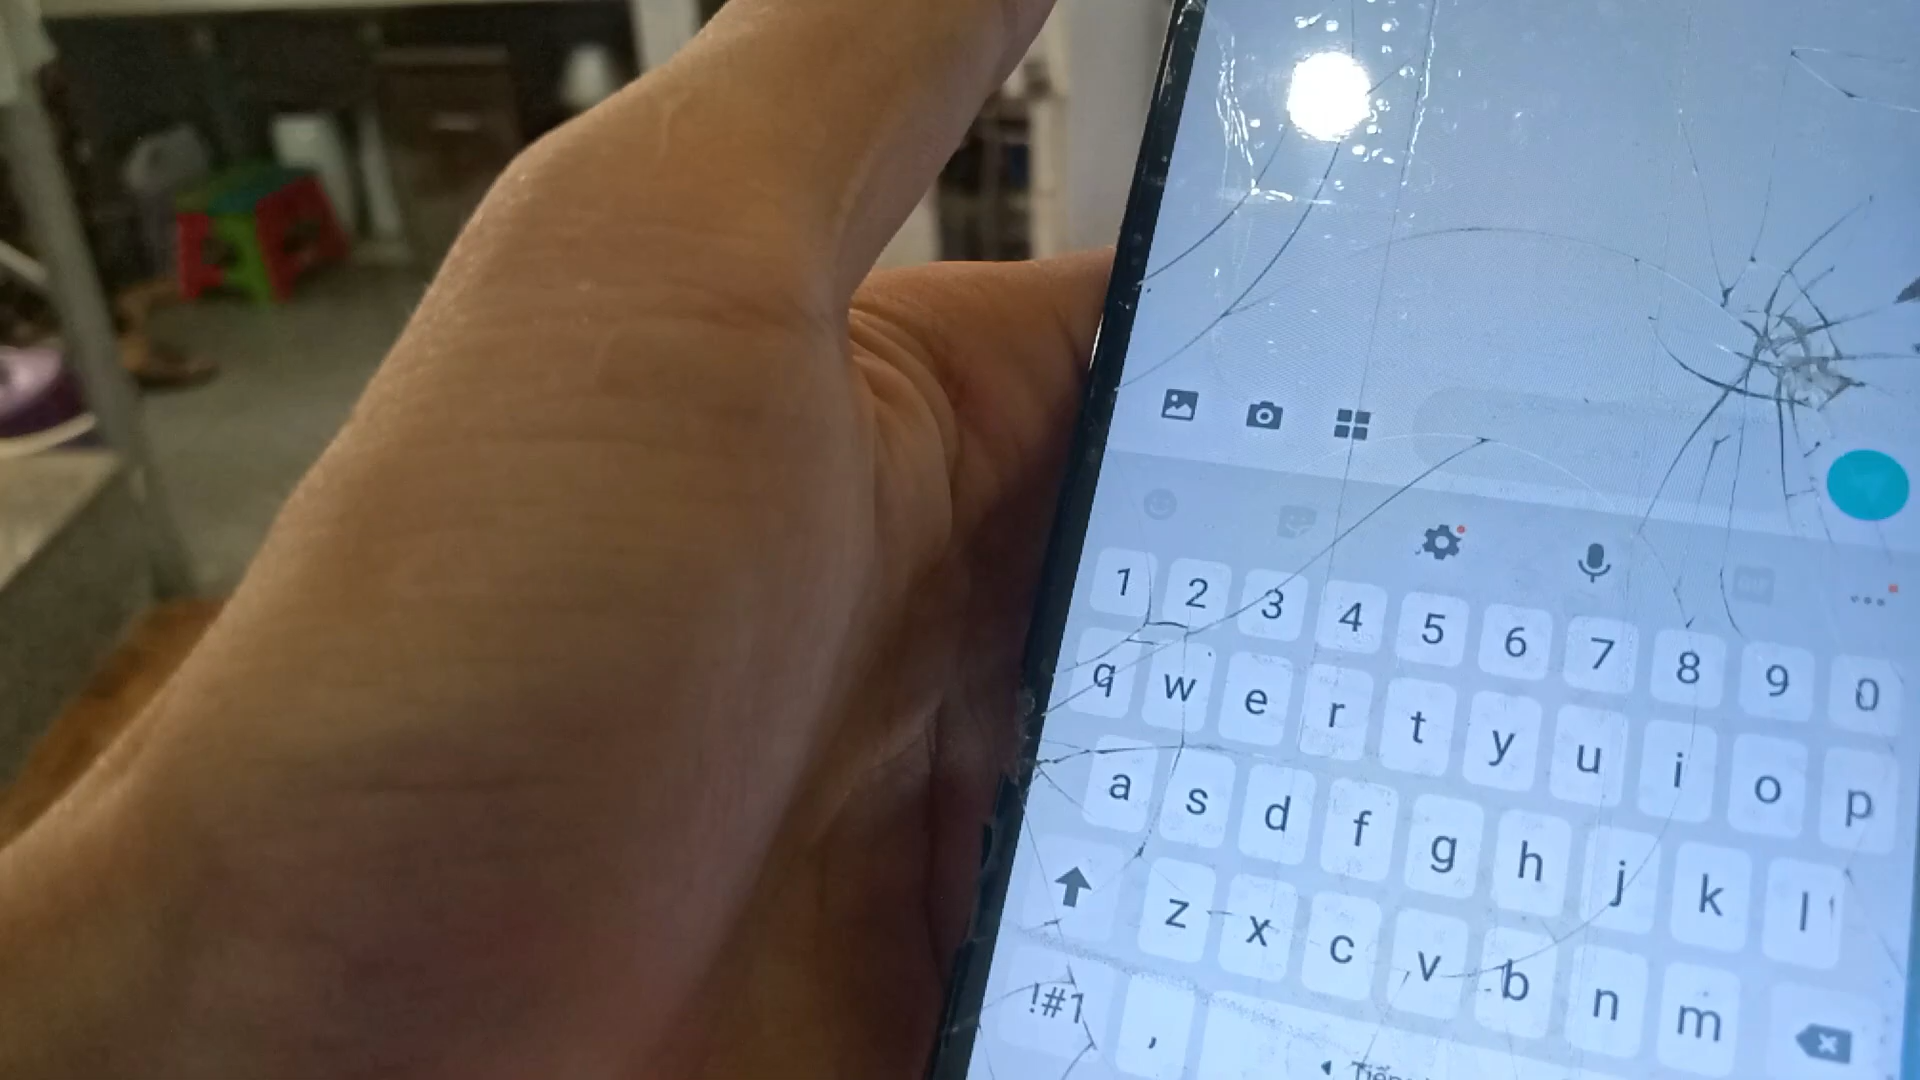 1 2 3 4 5 6 7 8 9 0
q w e r t y u i o p
a s d f g h j k l
z x c v b n m
!#1 ,